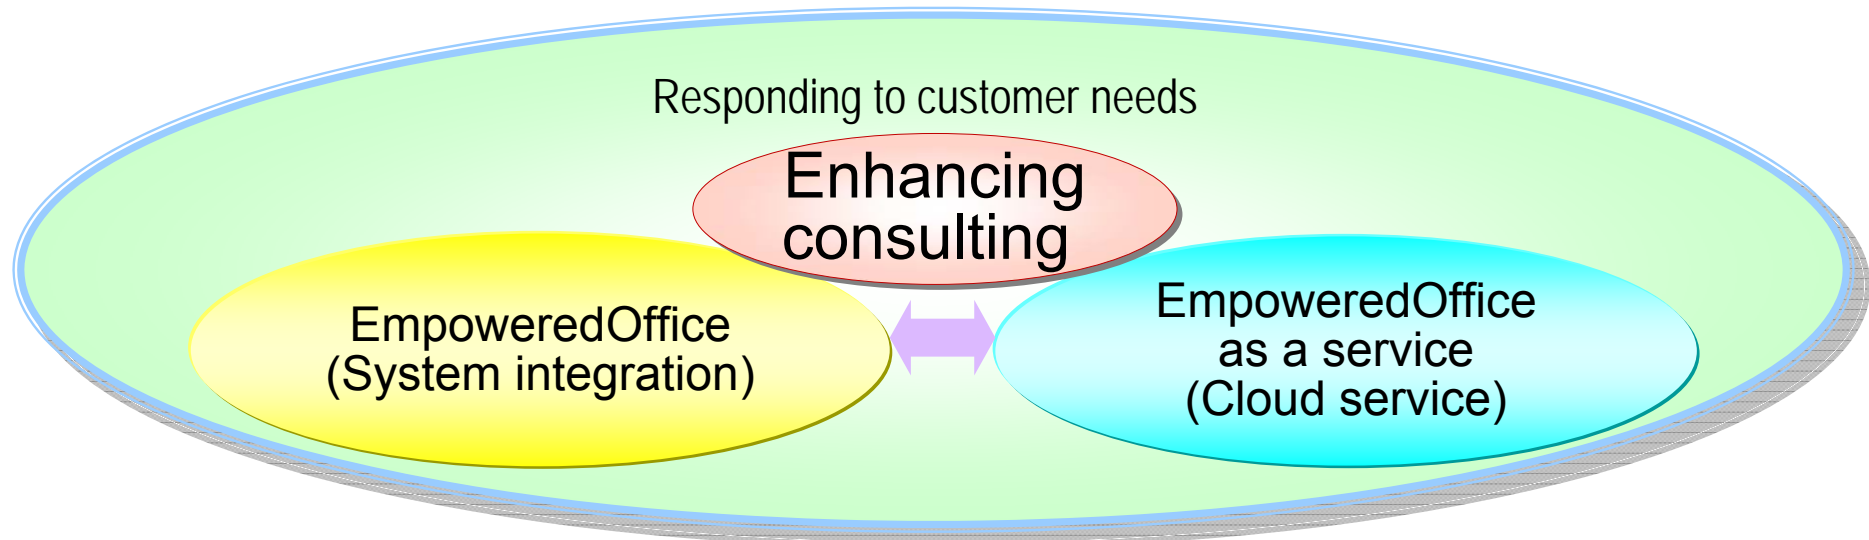 Responding to customer needs
Enhancing
consulting
EmpoweredOffice
(System integration)
EmpoweredOffice
as a service
(Cloud service)